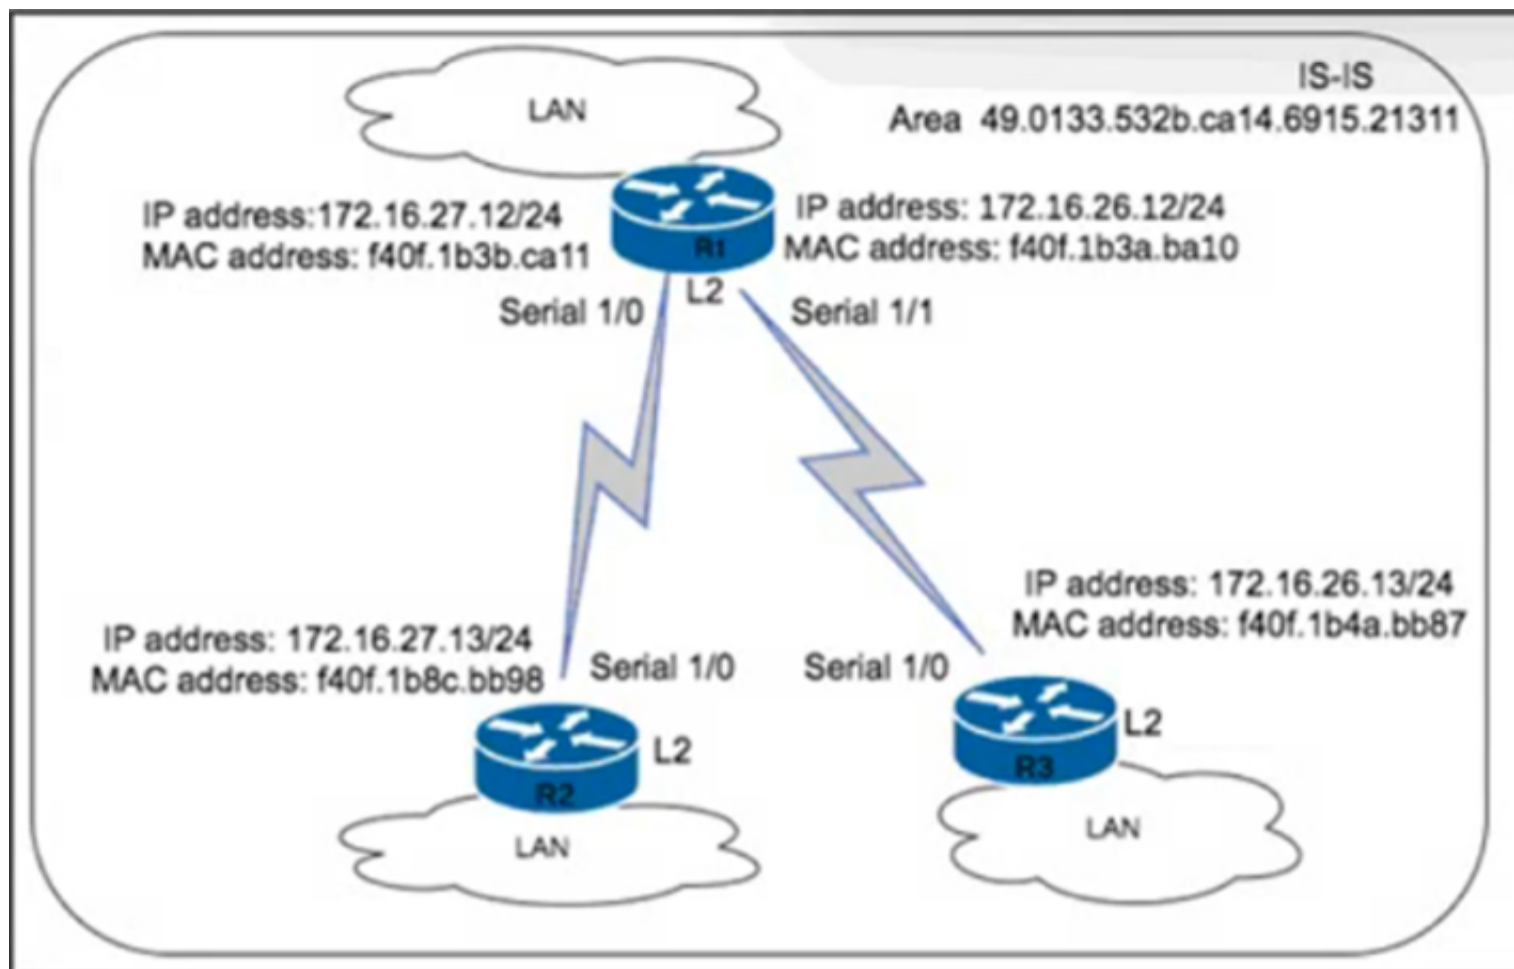 LAN
IS-IS
Area 49.0133.532b.ca14.6915.21311
IP address:172.16.27.12/24
MAC address: f40f.1b3b.ca11
IP address: 172.16.26.12/24
MAC address: f40f.1b3a.ba10
R1
L2
Serial 1/0
Serial 1/1
IP address: 172.16.27.13/24
MAC address: f40f.1b8c.bb98
Serial 1/0
R2
L2
LAN
IP address: 172.16.26.13/24
MAC address: f40f.1b4a.bb87
Serial 1/0
R3
L2
LAN